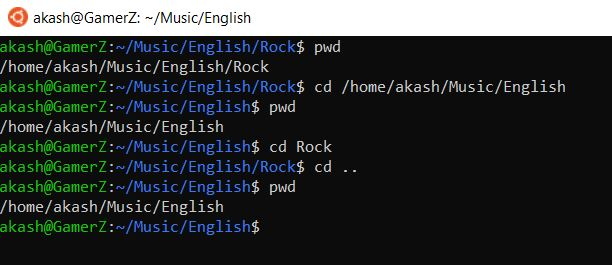 akash@GamerZ: ~/Music/English
akash@GamerZ:~/Music/English/Rock$ pwd
/home/akash/Music/English/Rock
akash@GamerZ:~/Music/English/Rock$ cd /home/akash/Music/English
akash@GamerZ:~/Music/English$ pwd
/home/akash/Music/English
akash@GamerZ:~/Music/English$ cd Rock
akash@GamerZ:~/Music/English/Rock$ cd ..
akash@GamerZ:~/Music/English$ pwd
/home/akash/Music/English
akash@GamerZ:~/Music/English$